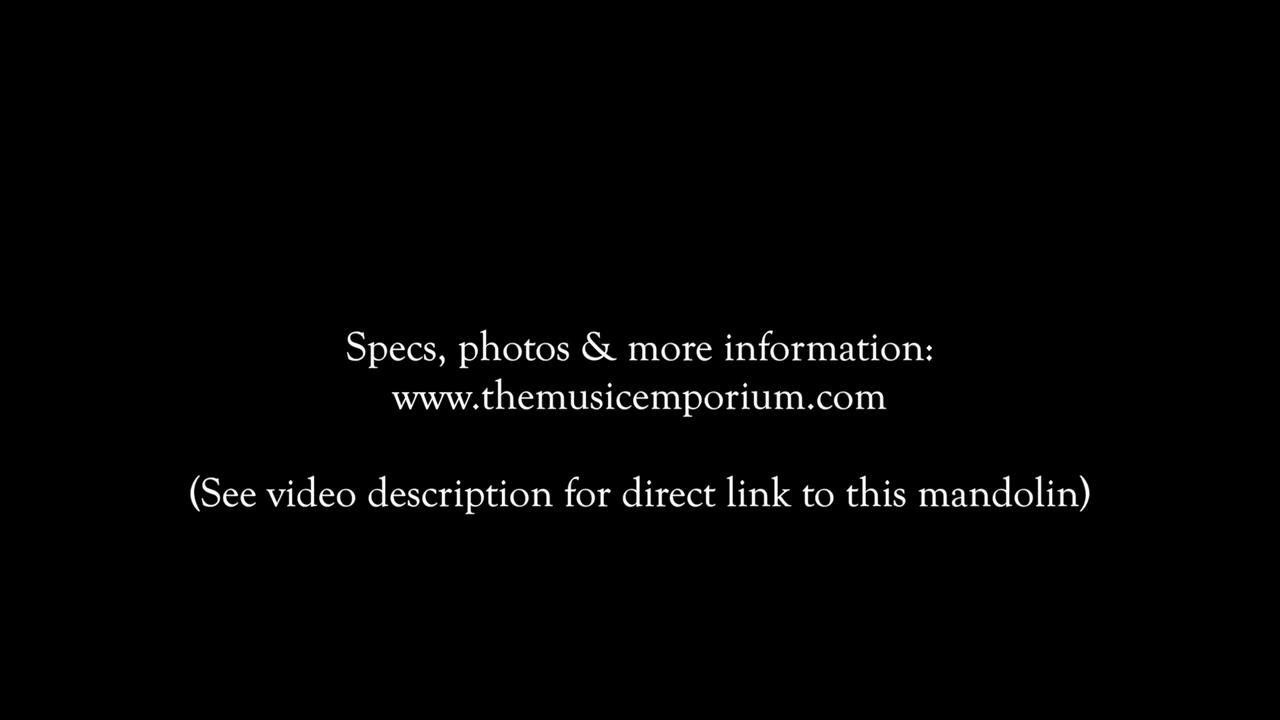 Specs, photos & more information:
www.themusicemporium.com
(See video description for direct link to this mandolin)